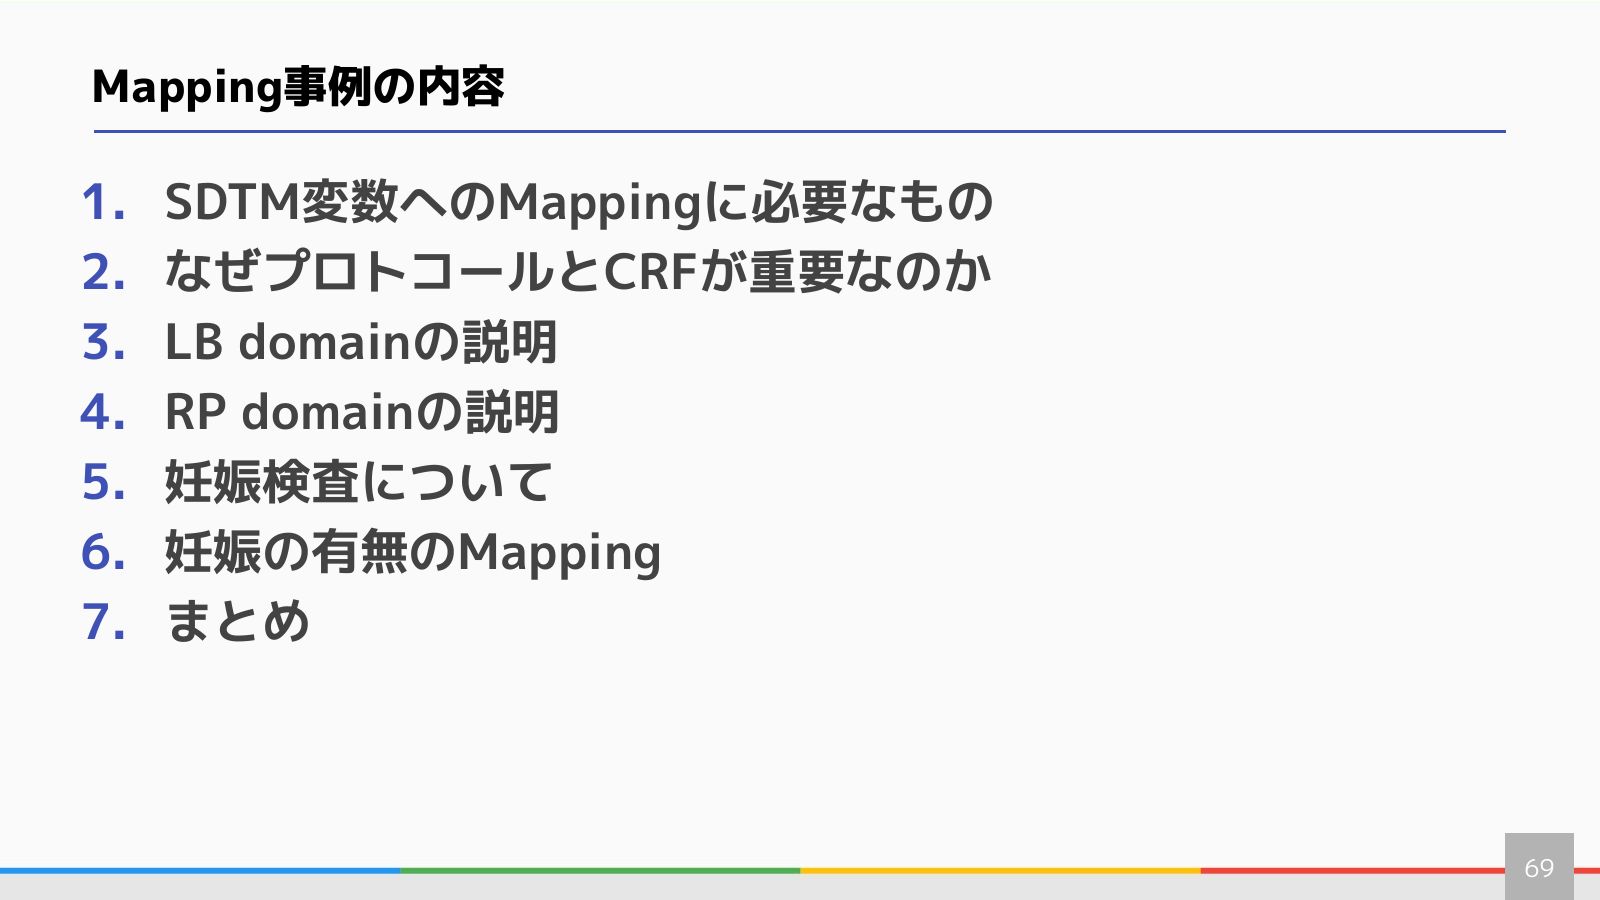 Mapping事例の内容
1. SDTM変数へのMappingに必要なもの
2. なぜプロトコールとCRFが重要なのか
3. LB domainの説明
4. RP domainの説明
5. 妊娠検査について
6. 妊娠の有無のMapping
7. まとめ
69